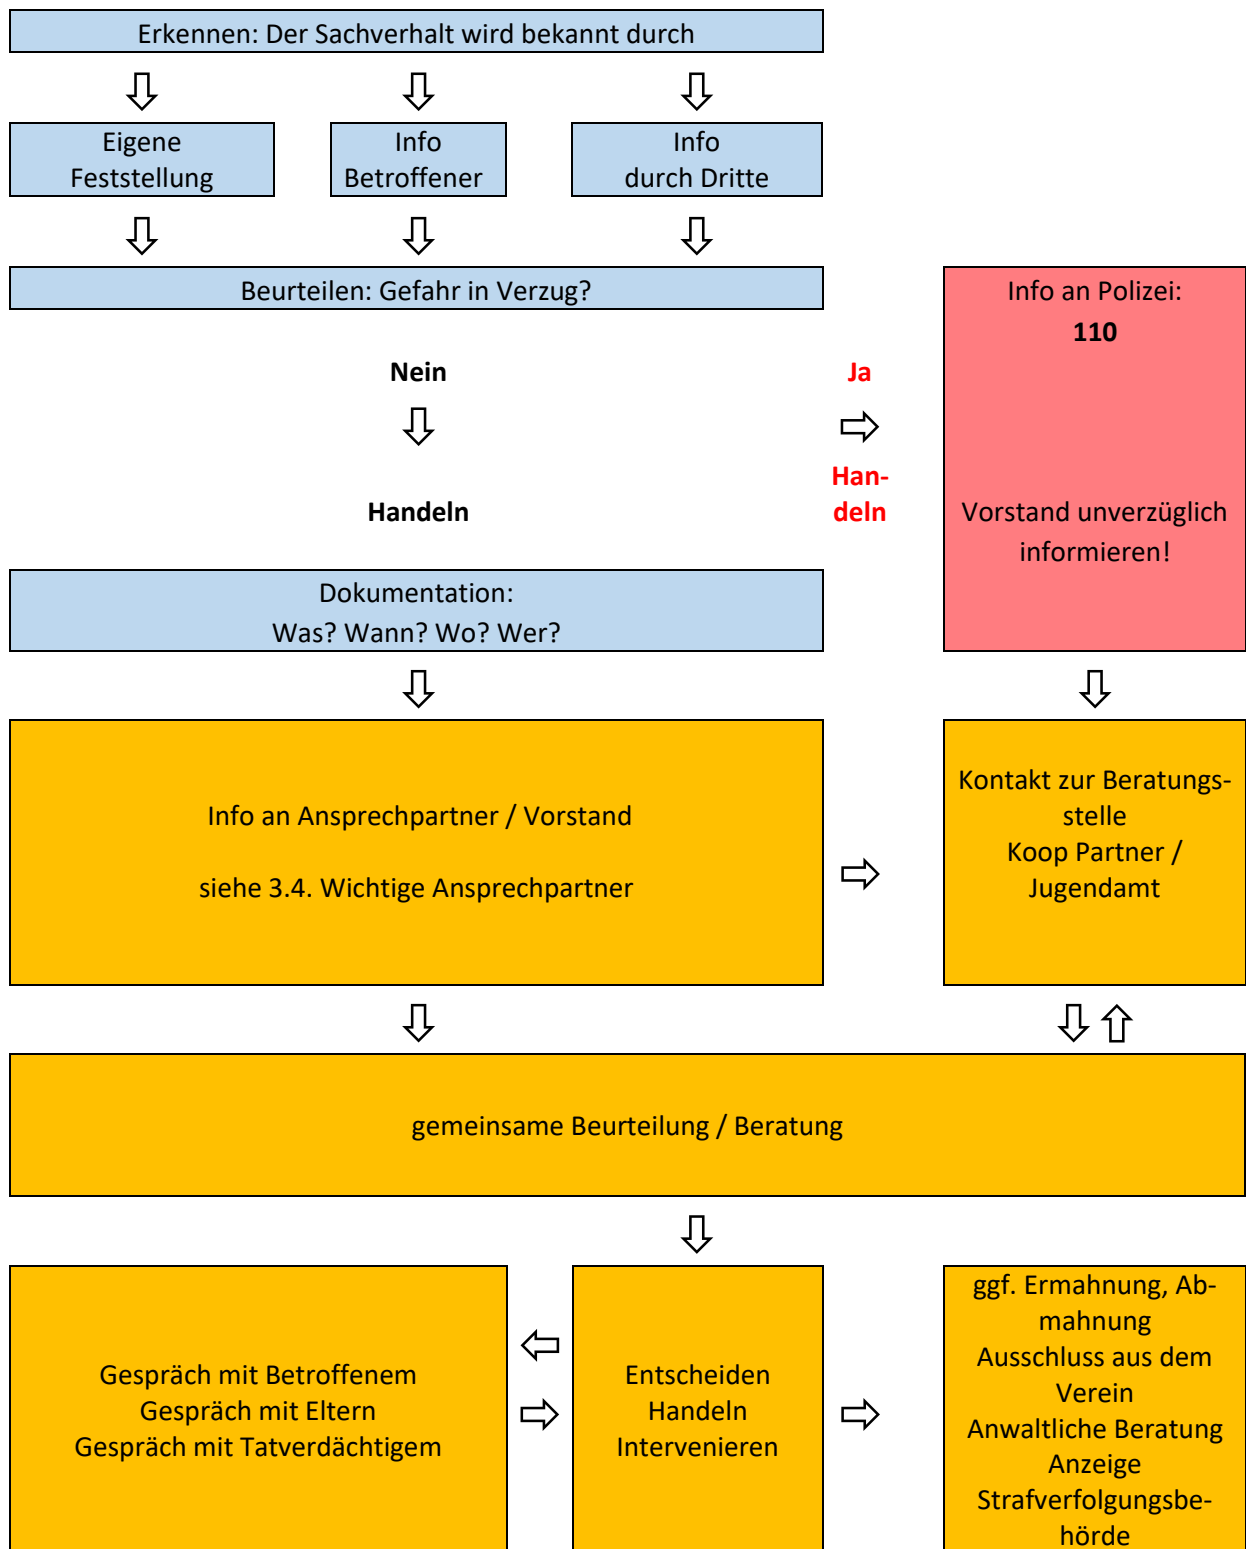 Erkennen: Der Sachverhalt wird bekannt durch
Eigene
Feststellung
Info
Betroffener
Info
durch Dritte
Beurteilen: Gefahr in Verzug?
Info an Polizei:
110
Vorstand unverzüglich
informieren!
Nein
Ja
Handeln
Han-
deln
Dokumentation:
Was? Wann? Wo? Wer?
Info an Ansprechpartner / Vorstand
siehe 3.4. Wichtige Ansprechpartner
Kontakt zur Beratungs-
stelle
Koop Partner /
Jugendamt
gemeinsame Beurteilung / Beratung
Gespräch mit Betroffenem
Gespräch mit Eltern
Gespräch mit Tatverdächtigem
Entscheiden
Handeln
Intervenieren
ggf. Ermahnung, Ab-
mahnung
Ausschluss aus dem
Verein
Anwaltliche Beratung
Anzeige
Strafverfolgungsbe-
hörde